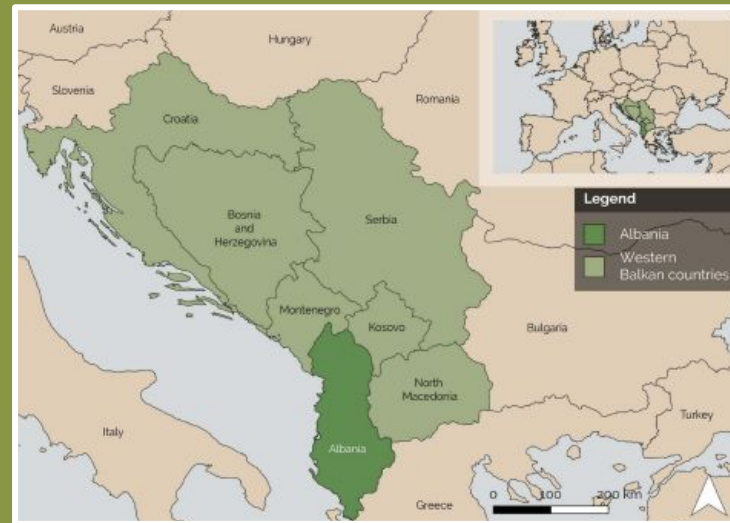 Austria
Hungary
Slovenia
Romania
Croatia
Legend
Bosnia
and
Herzegovina
Serbia
Albania
Western
Balkan countries
Montenegro
Kosovo
Bulgaria
North
Macedonia
Italy
Albania
Turkey
Greece
0 100 200 km